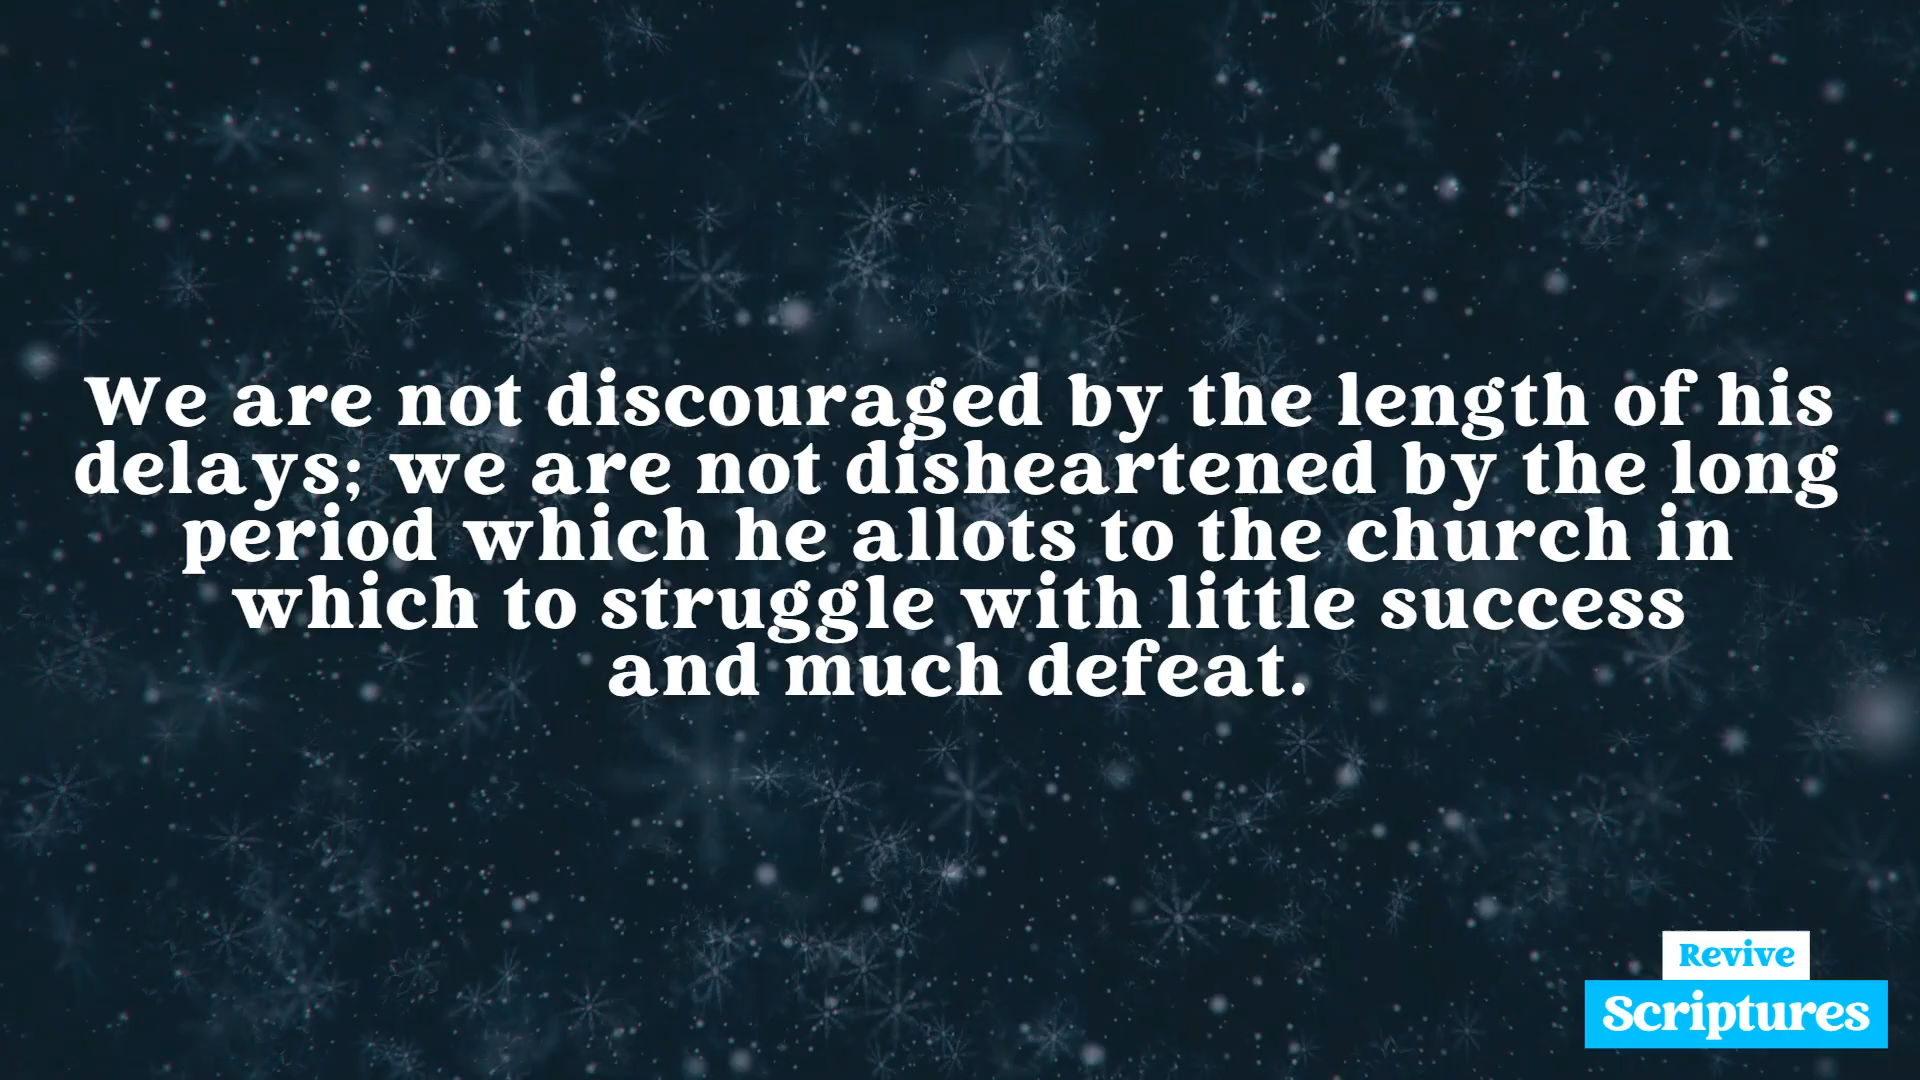 We are not discouraged by the length of his
delays; we are not disheartened by the long
period which he allots to the church in
which to struggle with little success
and much defeat.
Revive
Scriptures